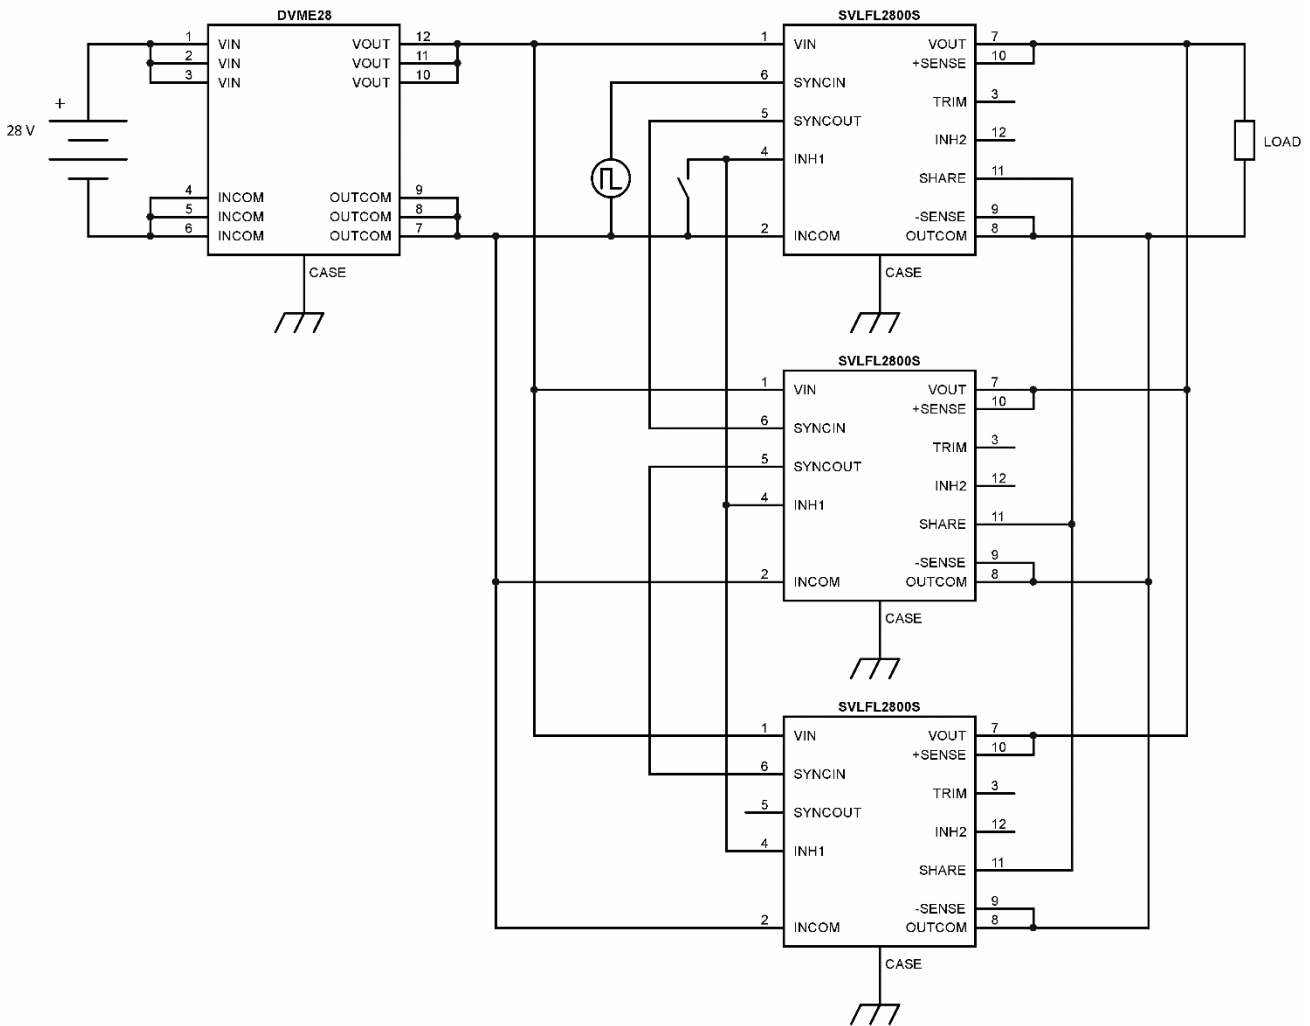 DVME28
SVLFL2800S
1 VIN VOUT 12
2 VIN VOUT 11
3 VIN VOUT 10
+
28 V
4 INCOM OUTCOM 9
5 INCOM OUTCOM 8
6 INCOM OUTCOM 7
CASE
1 VIN VOUT 7
+SENSE 10
6 SYNCIN
TRIM 3
5 SYNCOUT
INH2 12
LOAD
4 INH1
SHARE 11
-SENSE 9
2 INCOM OUTCOM 8
CASE
SVLFL2800S
1 VIN VOUT 7
+SENSE 10
6 SYNCIN
TRIM 3
5 SYNCOUT
INH2 12
4 INH1
SHARE 11
-SENSE 9
2 INCOM OUTCOM 8
CASE
SVLFL2800S
1 VIN VOUT 7
+SENSE 10
6 SYNCIN
TRIM 3
5 SYNCOUT
INH2 12
4 INH1
SHARE 11
-SENSE 9
2 INCOM OUTCOM 8
CASE